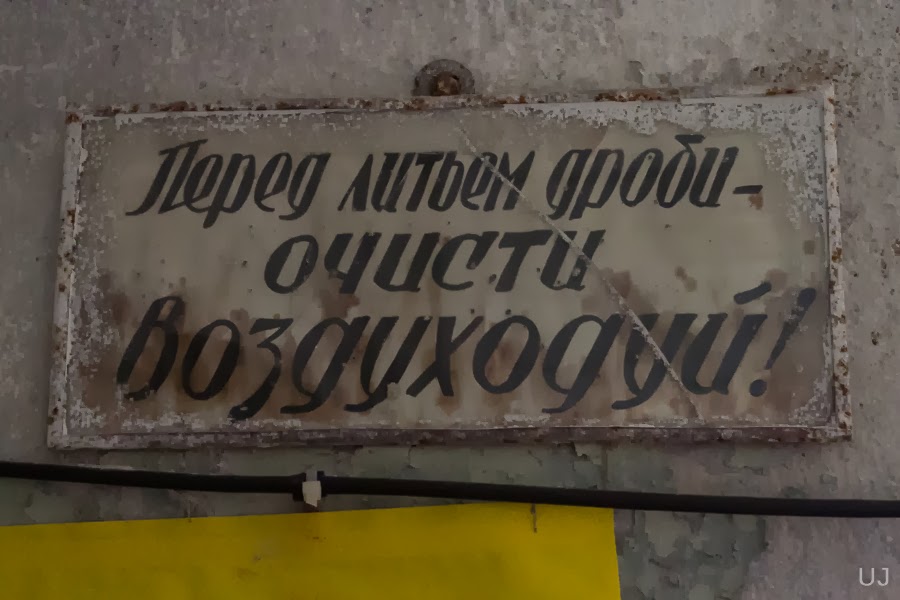 Перед литьем дроби-
очисти
Воздуходуй!
UJ